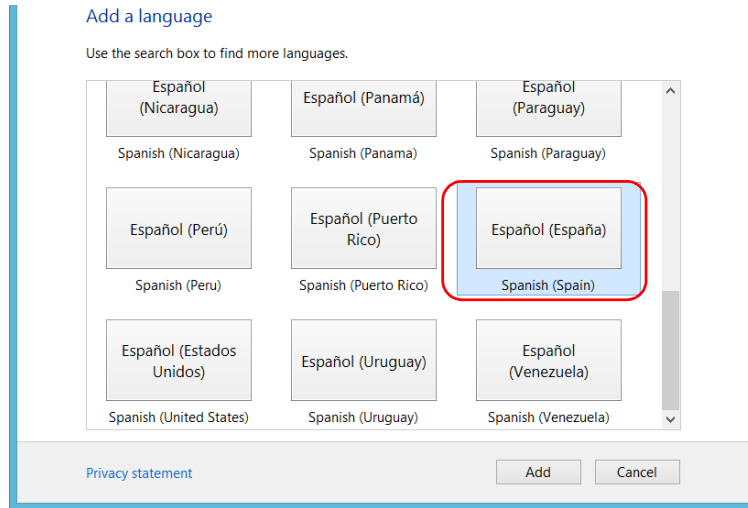 Add a language
Use the search box to find more languages.
Español
(Nicaragua)
Español (Panamá)
Español
(Paraguay)
Spanish (Nicaragua)
Spanish (Panama)
Spanish (Paraguay)
Español (Perú)
Español (Puerto
Rico)
Español (España)
Spanish (Peru)
Spanish (Puerto Rico)
Spanish (Spain)
Español (Estados
Unidos)
Español (Uruguay)
Español
(Venezuela)
Spanish (United States)
Spanish (Uruguay)
Spanish (Venezuela)
Privacy statement
Add
Cancel